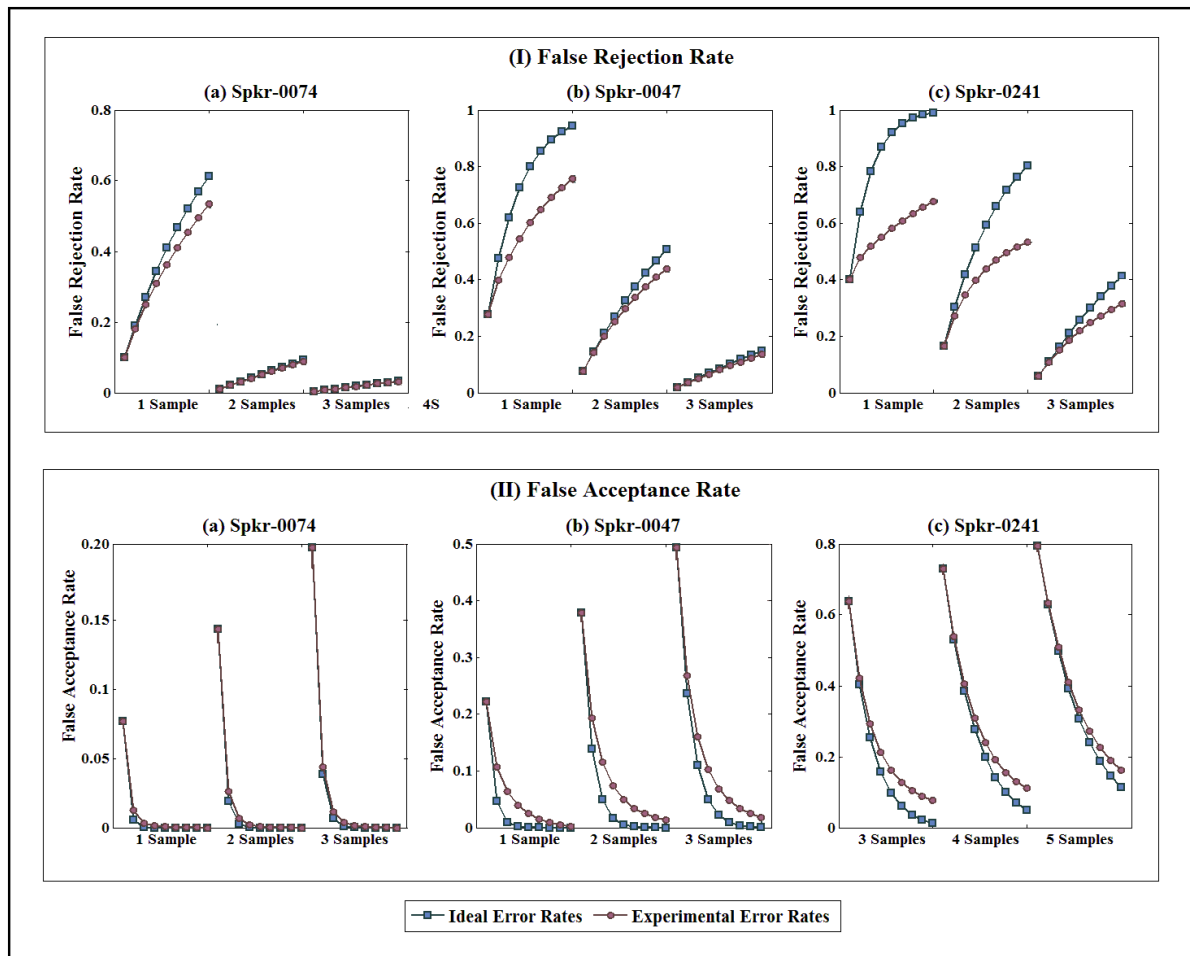 (I) False Rejection Rate
(a) Spkr-0074
(b) Spkr-0047
(c) Spkr-0241
False Rejection Rate
0.8
0.6
0.4
0.2
0
1 Sample 2 Samples 3 Samples 4S
False Rejection Rate
1
0.8
0.6
0.4
0.2
0
1 Sample 2 Samples 3 Samples
False Rejection Rate
1
0.8
0.6
0.4
0.2
0
1 Sample 2 Samples 3 Samples
(II) False Acceptance Rate
(a) Spkr-0074
(b) Spkr-0047
(c) Spkr-0241
False Acceptance Rate
0.20
0.15
0.1
0.05
0
1 Sample 2 Samples 3 Samples
False Acceptance Rate
0.5
0.4
0.3
0.2
0.1
0
1 Sample 2 Samples 3 Samples
False Acceptance Rate
0.8
0.6
0.4
0.2
0
3 Samples 4 Samples 5 Samples
Ideal Error Rates Experimental Error Rates